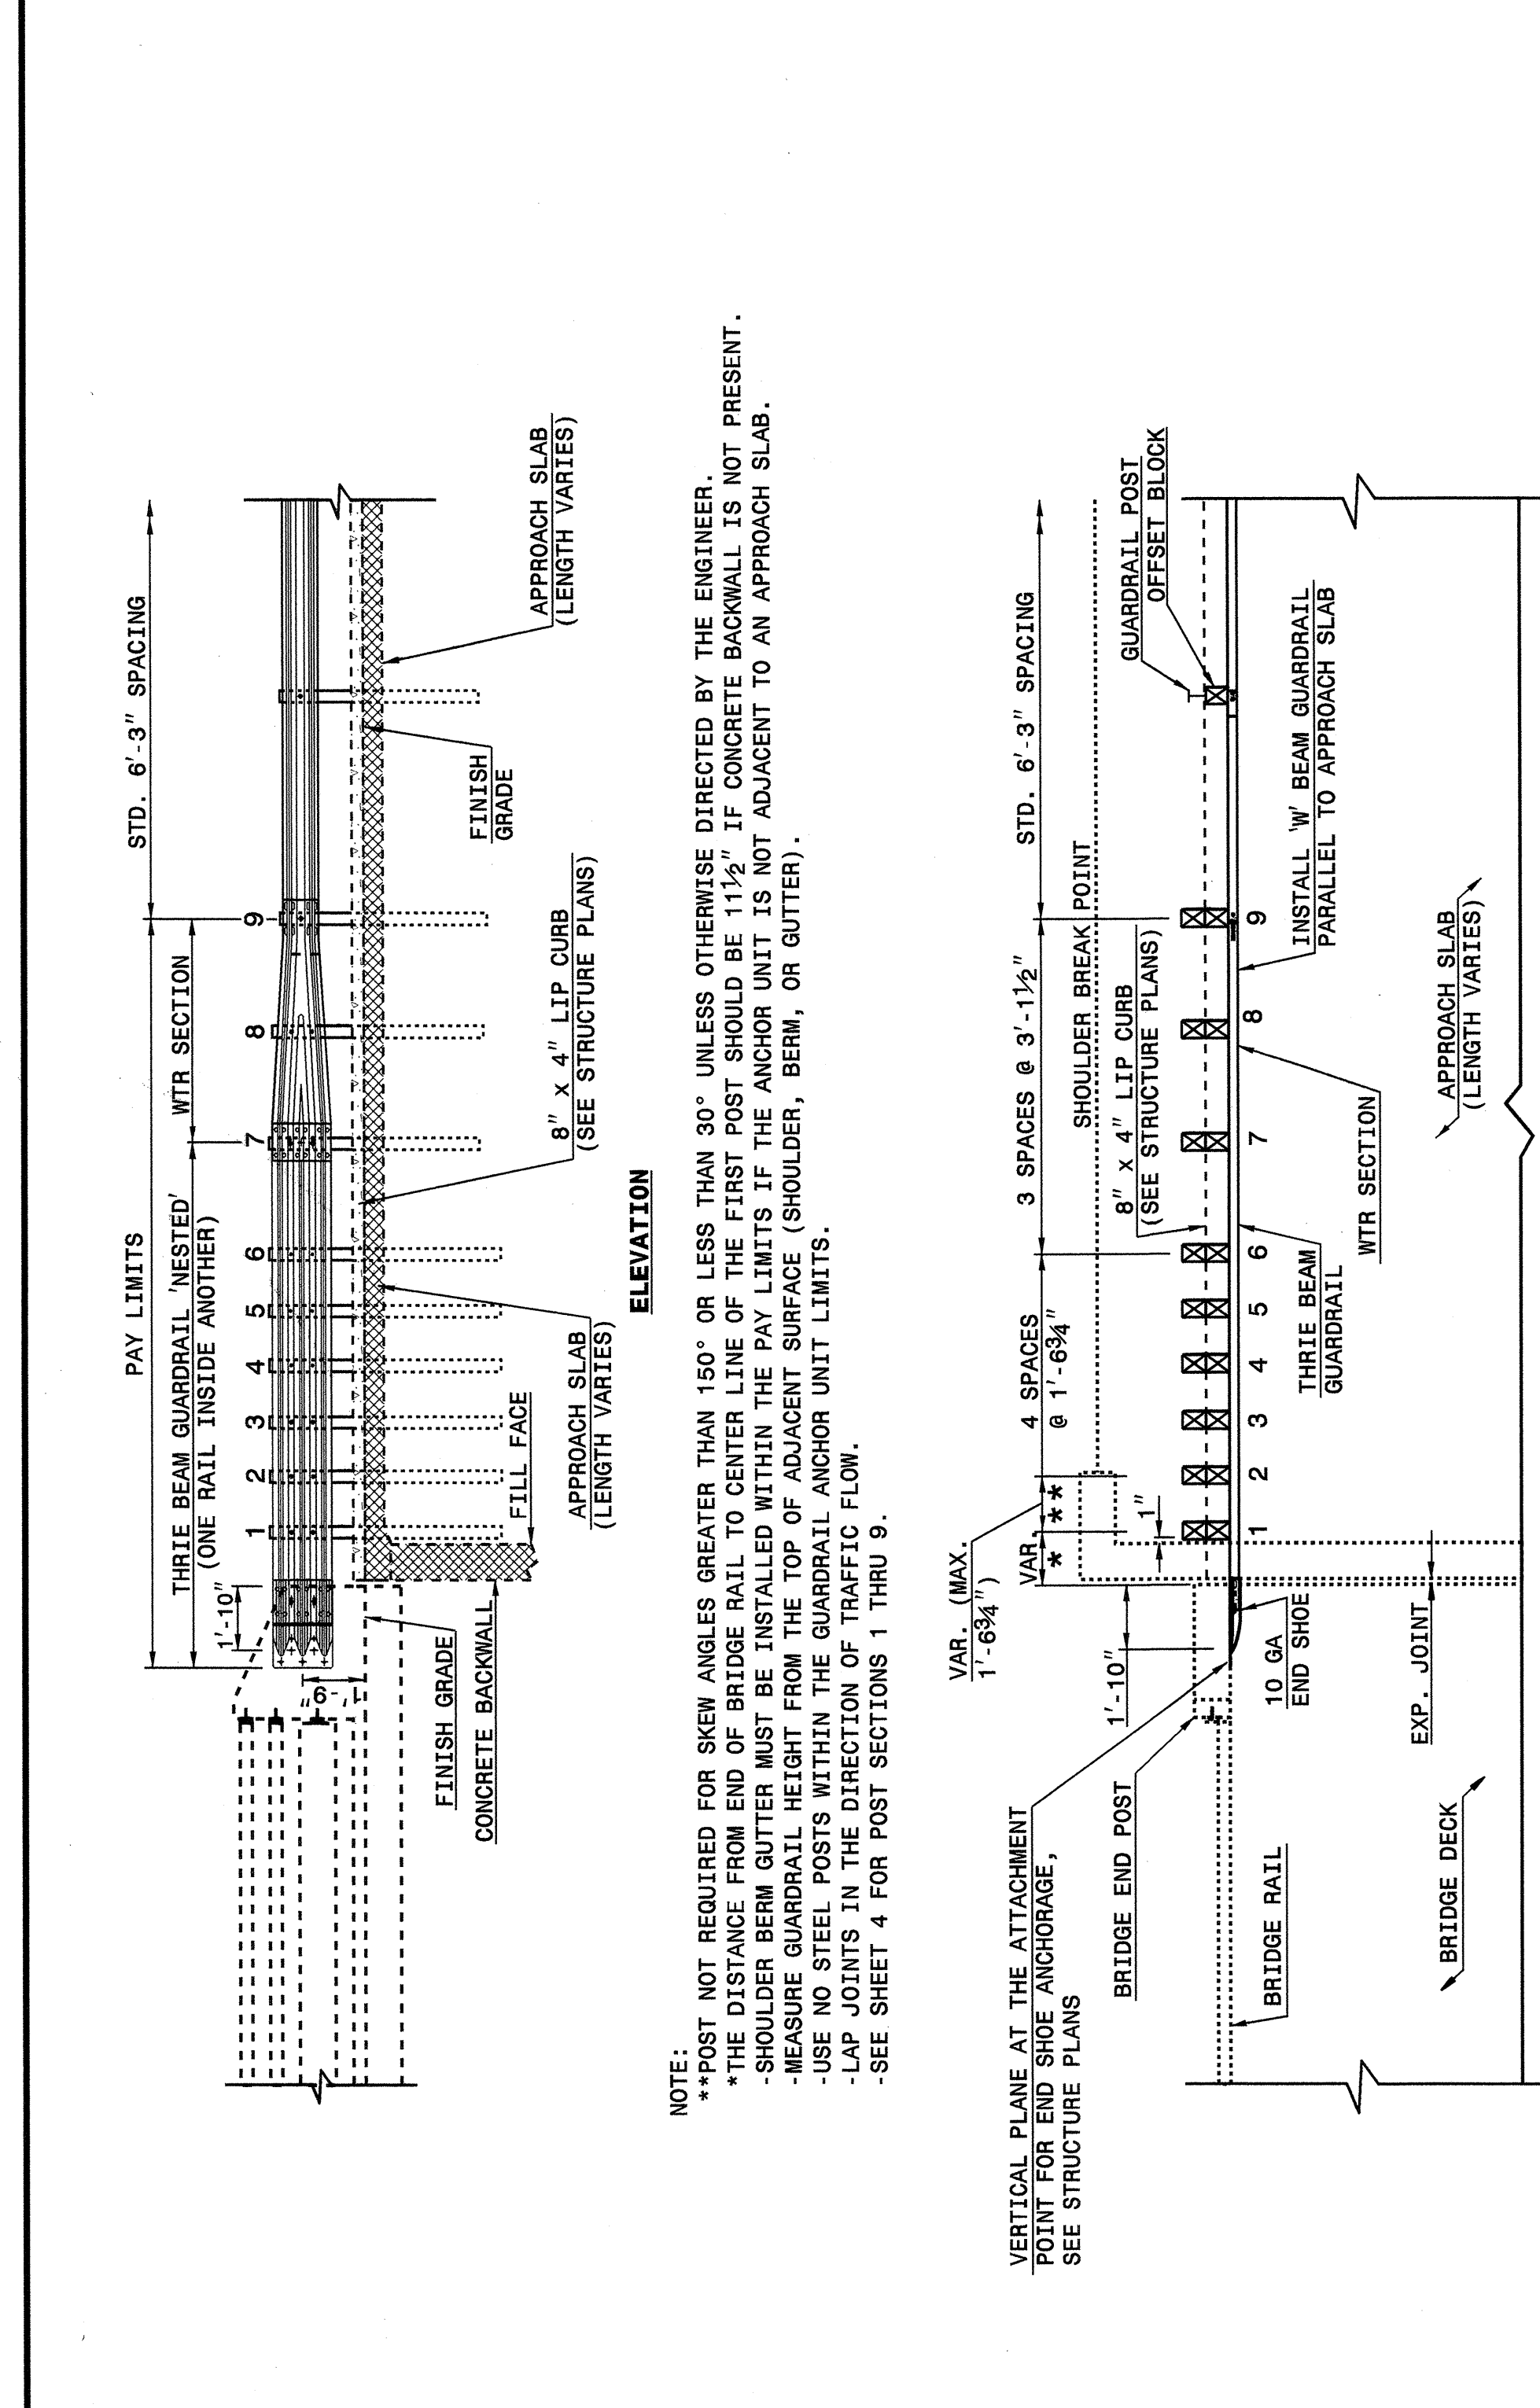 PAY LIMITS
STD. 6'-3" SPACING
THRIE BEAM GUARDRAIL 'NESTED'
(ONE RAIL INSIDE ANOTHER)
WTR SECTION
1'-10"
1 2 3 4 5 6 7 8 9
1'-9"
FINISH GRADE
CONCRETE BACKWALL
FILL FACE
APPROACH SLAB
(LENGTH VARIES)
8" x 4" LIP CURB
(SEE STRUCTURE PLANS)
FINISH
GRADE
APPROACH SLAB
(LENGTH VARIES)
ELEVATION
NOTE:
**POST NOT REQUIRED FOR SKEW ANGLES GREATER THAN 150° OR LESS THAN 30° UNLESS OTHERWISE DIRECTED BY THE ENGINEER.
*THE DISTANCE FROM END OF BRIDGE RAIL TO CENTER LINE OF THE FIRST POST SHOULD BE 11½" IF CONCRETE BACKWALL IS NOT PRESENT.
-SHOULDER BERM GUTTER MUST BE INSTALLED WITHIN THE PAY LIMITS IF THE ANCHOR UNIT IS NOT ADJACENT TO AN APPROACH SLAB.
-MEASURE GUARDRAIL HEIGHT FROM THE TOP OF ADJACENT SURFACE (SHOULDER, BERM, OR GUTTER).
-USE NO STEEL POSTS WITHIN THE GUARDRAIL ANCHOR UNIT LIMITS.
-LAP JOINTS IN THE DIRECTION OF TRAFFIC FLOW.
-SEE SHEET 4 FOR POST SECTIONS 1 THRU 9.
VAR. (MAX.
1'-6¾")
VERTICAL PLANE AT THE ATTACHMENT
POINT FOR END SHOE ANCHORAGE,
SEE STRUCTURE PLANS
1'-10"
VAR.
* **
4 SPACES
@ 1'-6¾"
3 SPACES @ 3'-1½"
STD. 6'-3" SPACING
SHOULDER BREAK POINT
8" x 4" LIP CURB
(SEE STRUCTURE PLANS)
GUARDRAIL POST
OFFSET BLOCK
BRIDGE END POST
1"
1 2 3 4 5 6 7 8 9
BRIDGE RAIL
10 GA
END SHOE
THRIE BEAM
GUARDRAIL
WTR SECTION
INSTALL 'W' BEAM GUARDRAIL
PARALLEL TO APPROACH SLAB
EXP. JOINT
BRIDGE DECK
APPROACH SLAB
(LENGTH VARIES)